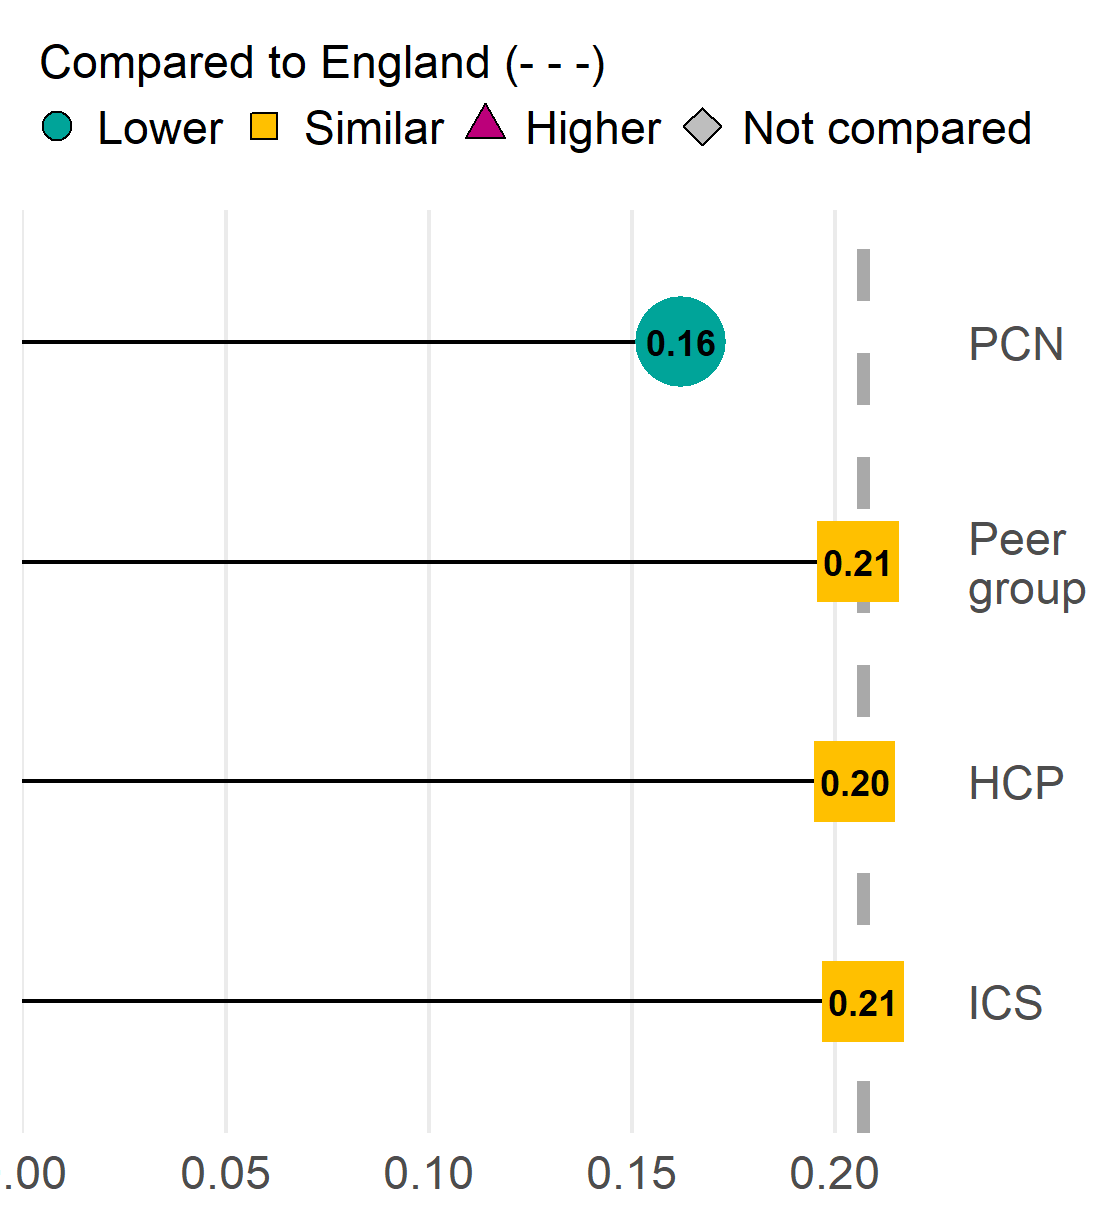 Compared to England (- - -)
Lower Similar Higher Not compared
0.16 PCN
Peer
0.21
group
0.20 HCP
0.21 ICS
.00 0.05 0.10 0.15 0.20